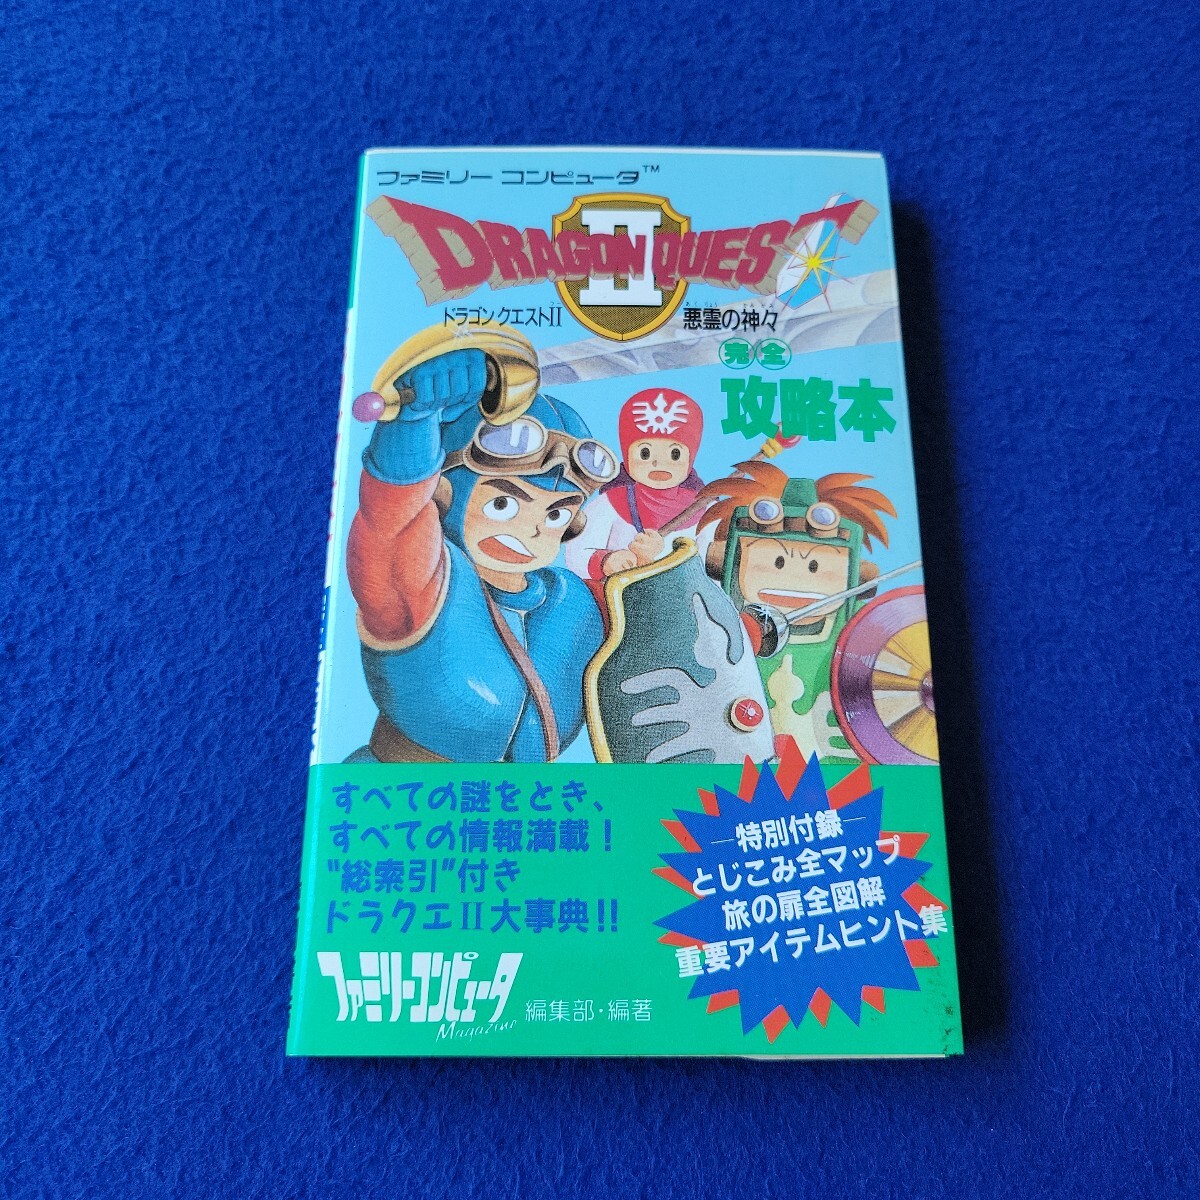 ファミリー コンピュータ™
DRAGON QUEST
II
ドラゴンクエストII 悪霊の神々
完全
攻略本
すべての謎をとき、
すべての情報満載!
“総索引”付き
ドラクエII大事典!!
ファミリーコンピュータ
Magazine 編集部・編著
―特別付録―
とじこみ全マップ
旅の扉全図解
重要アイテムヒント集